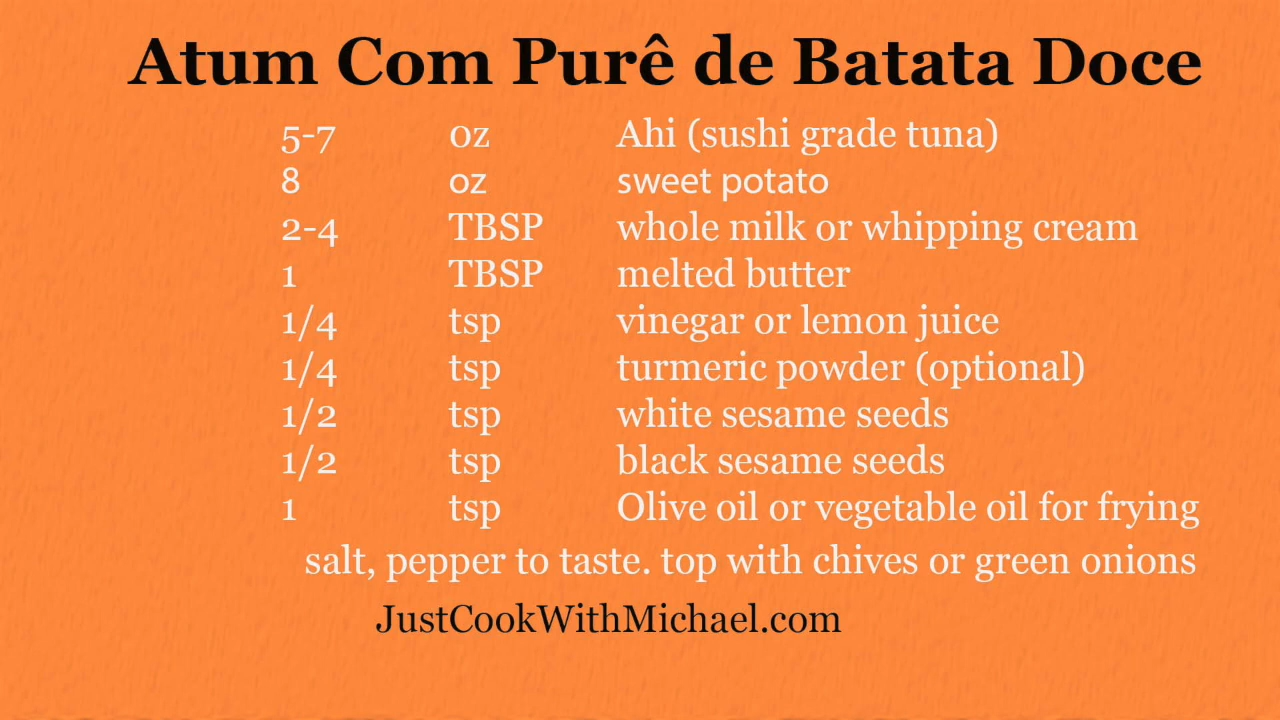 Atum Com Purê de Batata Doce
5-7 oz Ahi (sushi grade tuna)
8 oz sweet potato
2-4 TBSP whole milk or whipping cream
1 TBSP melted butter
1/4 tsp vinegar or lemon juice
1/4 tsp turmeric powder (optional)
1/2 tsp white sesame seeds
1/2 tsp black sesame seeds
1 tsp Olive oil or vegetable oil for frying
salt, pepper to taste. top with chives or green onions
JustCookWithMichael.com